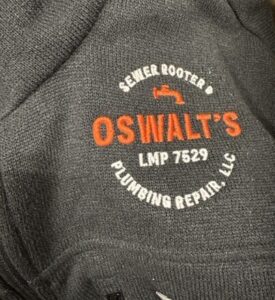 SEWER ROOTER &
OSWALT'S
LMP 7529
PLUMBING REPAIR, LLC